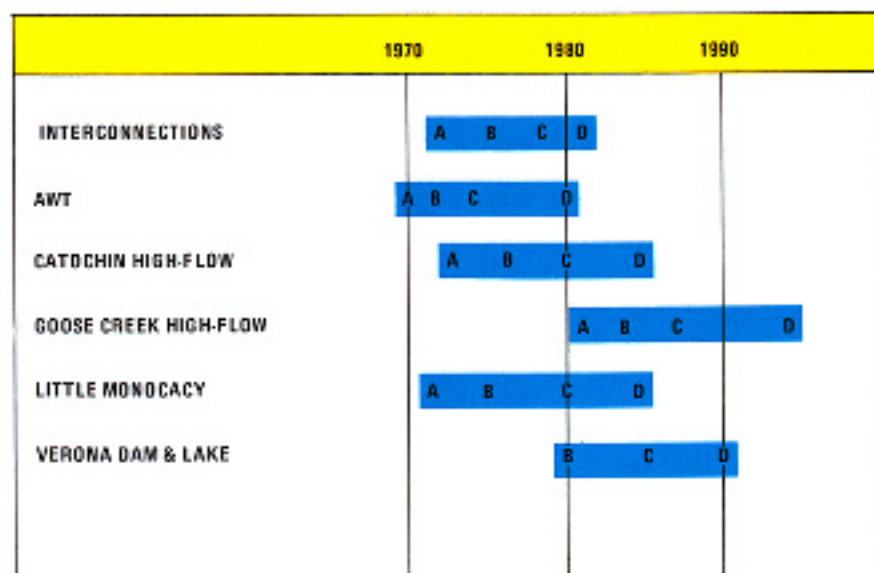 1970 1980 1990
INTERCONNECTIONS A B C D
AWT A B C D
CATOCHIN HIGH-FLOW A B C D
GOOSE CREEK HIGH-FLOW A B C D
LITTLE MONOCACY A B C D
VERONA DAM & LAKE B C D